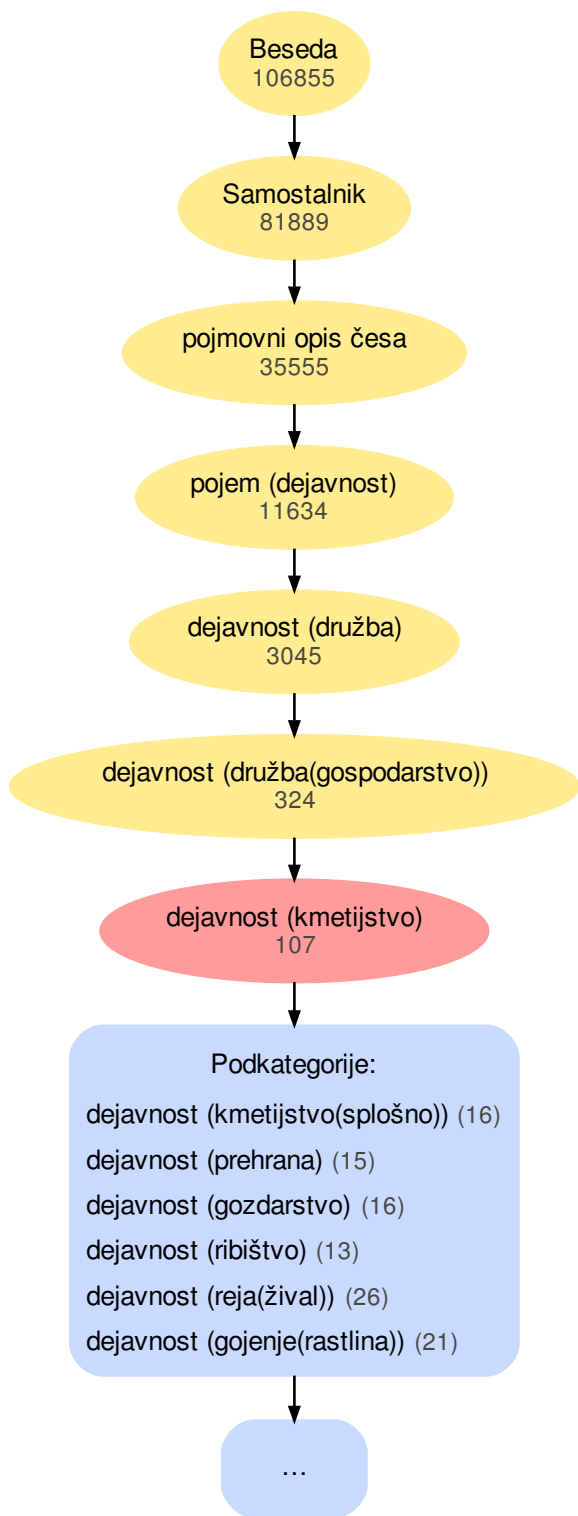 Beseda
106855
Samostalnik
81889
pojmovni opis česa
35555
pojem (dejavnost)
11634
dejavnost (družba)
3045
dejavnost (družba(gospodarstvo))
324
dejavnost (kmetijstvo)
107
Podkategorije:
dejavnost (kmetijstvo(splošno)) (16)
dejavnost (prehrana) (15)
dejavnost (gozdarstvo) (16)
dejavnost (ribištvo) (13)
dejavnost (reja(žival)) (26)
dejavnost (gojenje(rastlina)) (21)
...